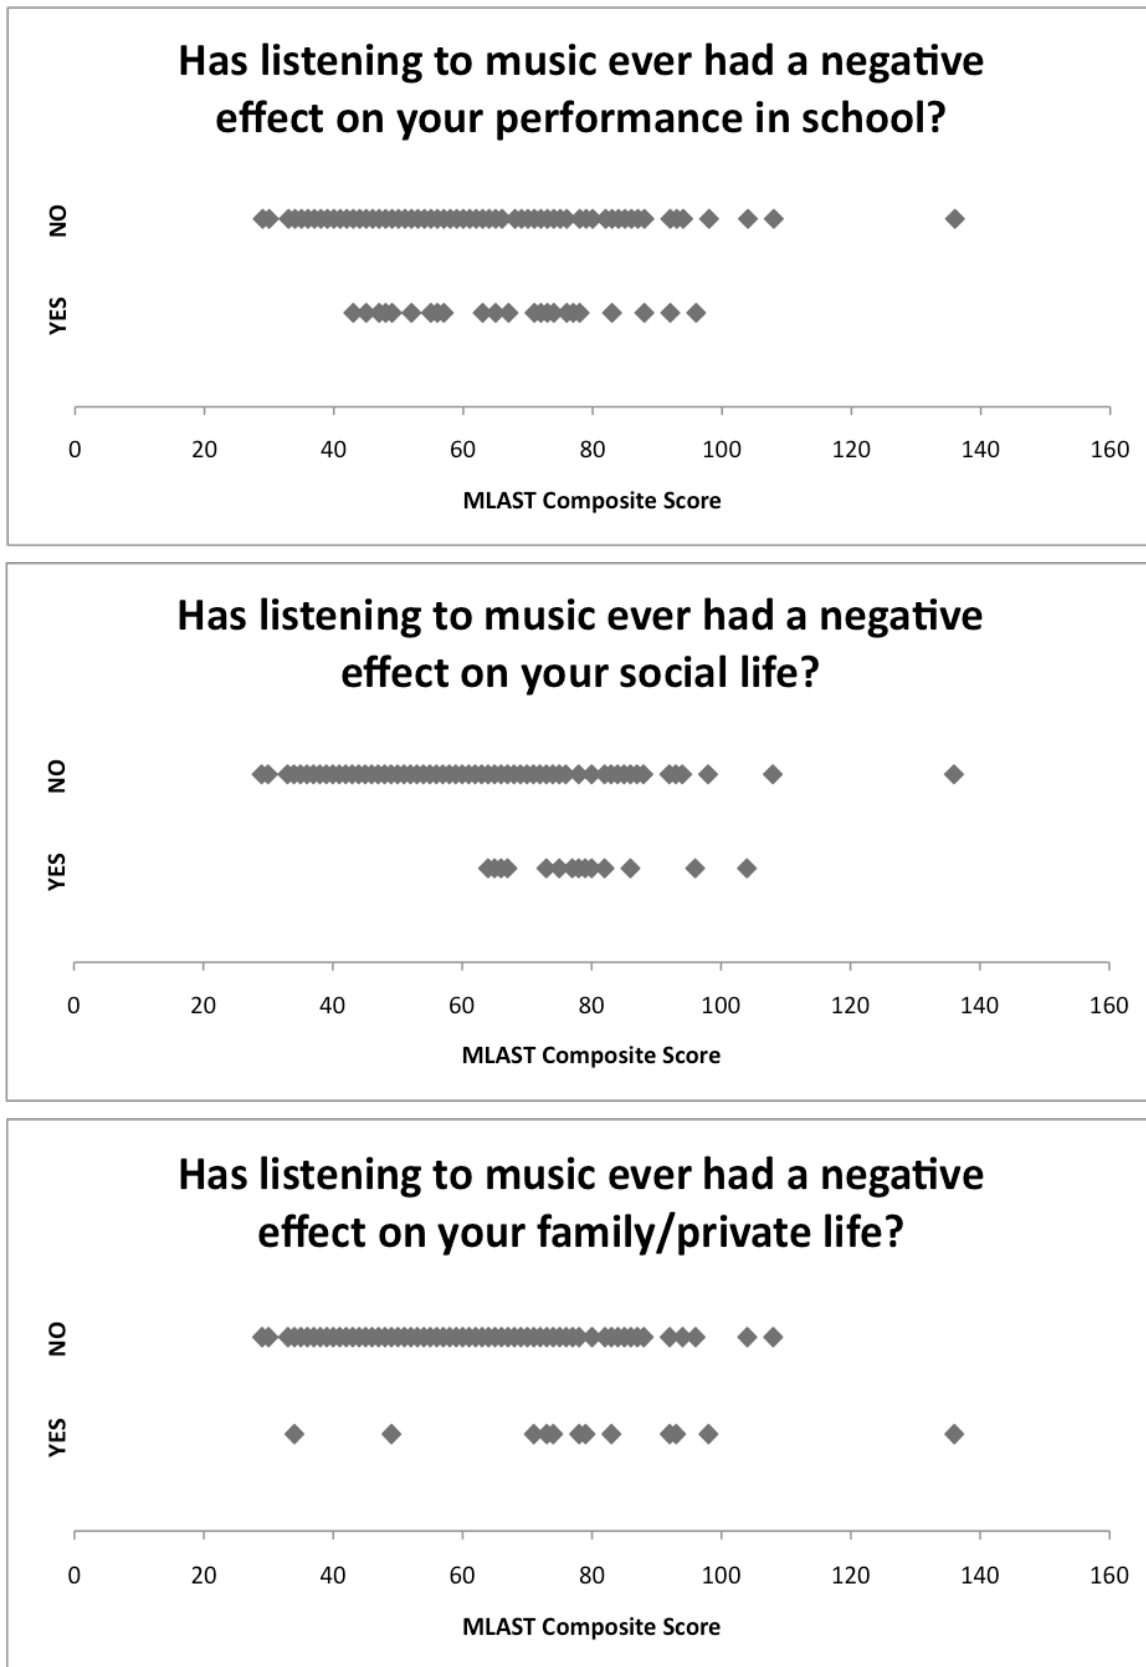 Has listening to music ever had a negative
effect on your performance in school?
NO
YES
0 20 40 60 80 100 120 140 160
MLAST Composite Score
Has listening to music ever had a negative
effect on your social life?
NO
YES
0 20 40 60 80 100 120 140 160
MLAST Composite Score
Has listening to music ever had a negative
effect on your family/private life?
NO
YES
0 20 40 60 80 100 120 140 160
MLAST Composite Score